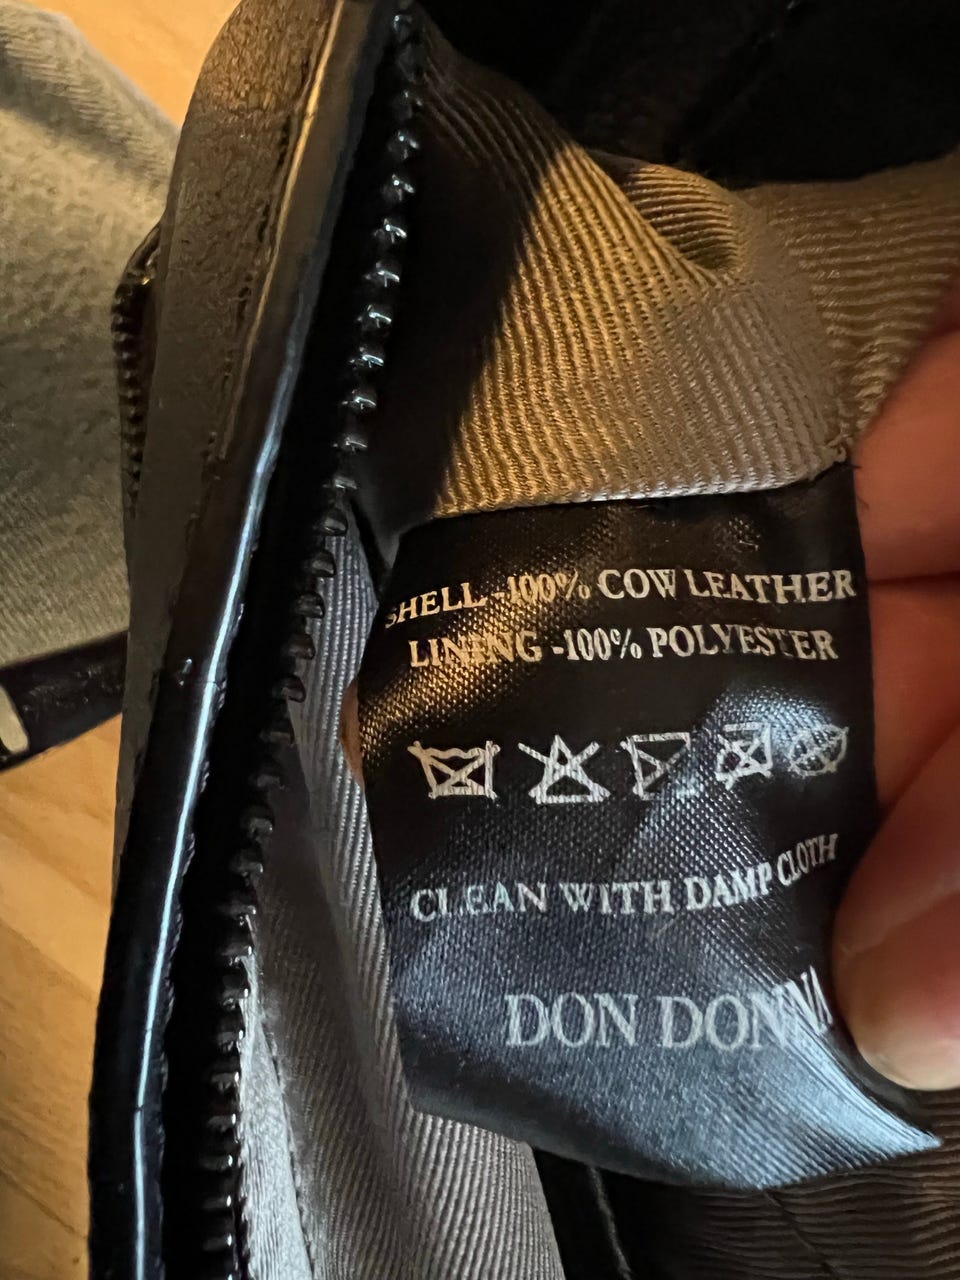 SHELL -100% COW LEATHER
LINING -100% POLYESTER
CLEAN WITH DAMP CLOTH
DON DONNA